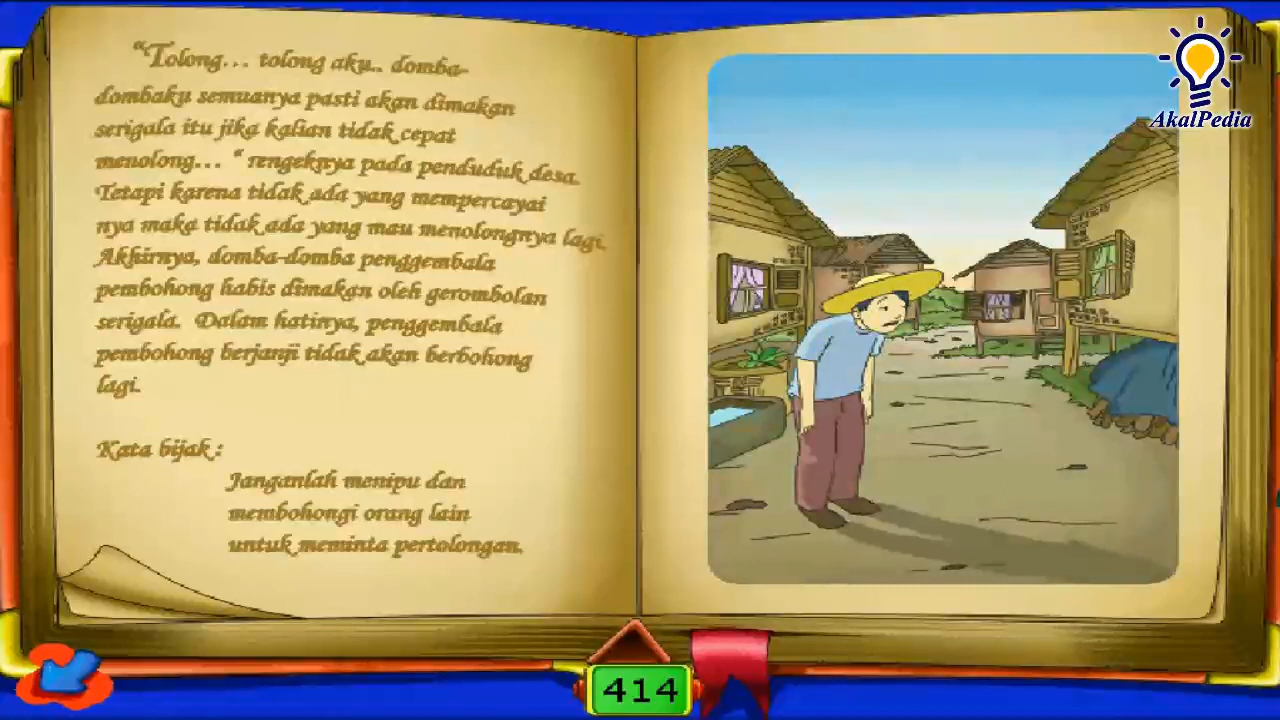 "Tolong... tolong aku.. domba-
dombaku semuanya pasti akan dimakan
serigala itu jika kalian tidak cepat
menolong... " rengeknya pada penduduk desa.
Tetapi karena tidak ada yang mempercayai
nya maka tidak ada yang mau menolongnya lagi.
Akhirnya, domba-domba penggembala
pembohong habis dimakan oleh gerombolan
serigala. Dalam hatinya, penggembala
pembohong berjanji tidak akan berbohong
lagi.
Kata bijak :
Janganlah menipu dan
membohongi orang lain
untuk meminta pertolongan.
AkalPedia
414